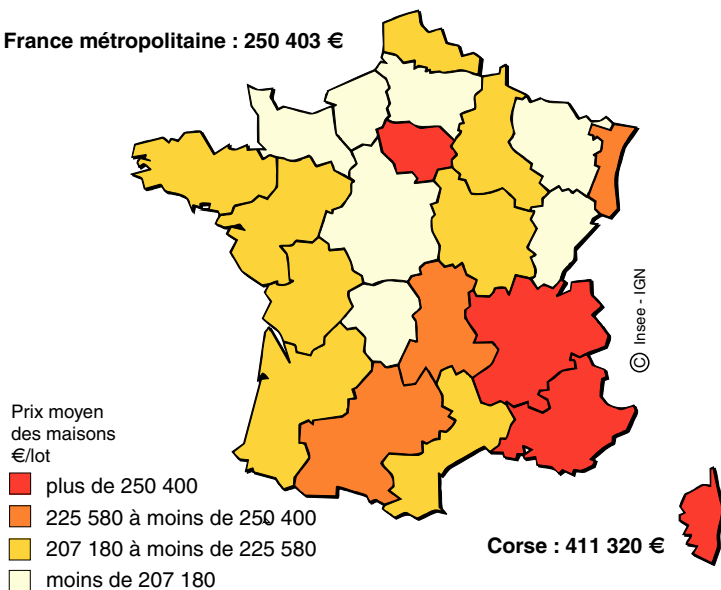 France métropolitaine : 250 403 €
© Insee - IGN
Prix moyen
des maisons
€/lot
plus de 250 400
225 580 à moins de 250 400
207 180 à moins de 225 580
moins de 207 180
Corse : 411 320 €